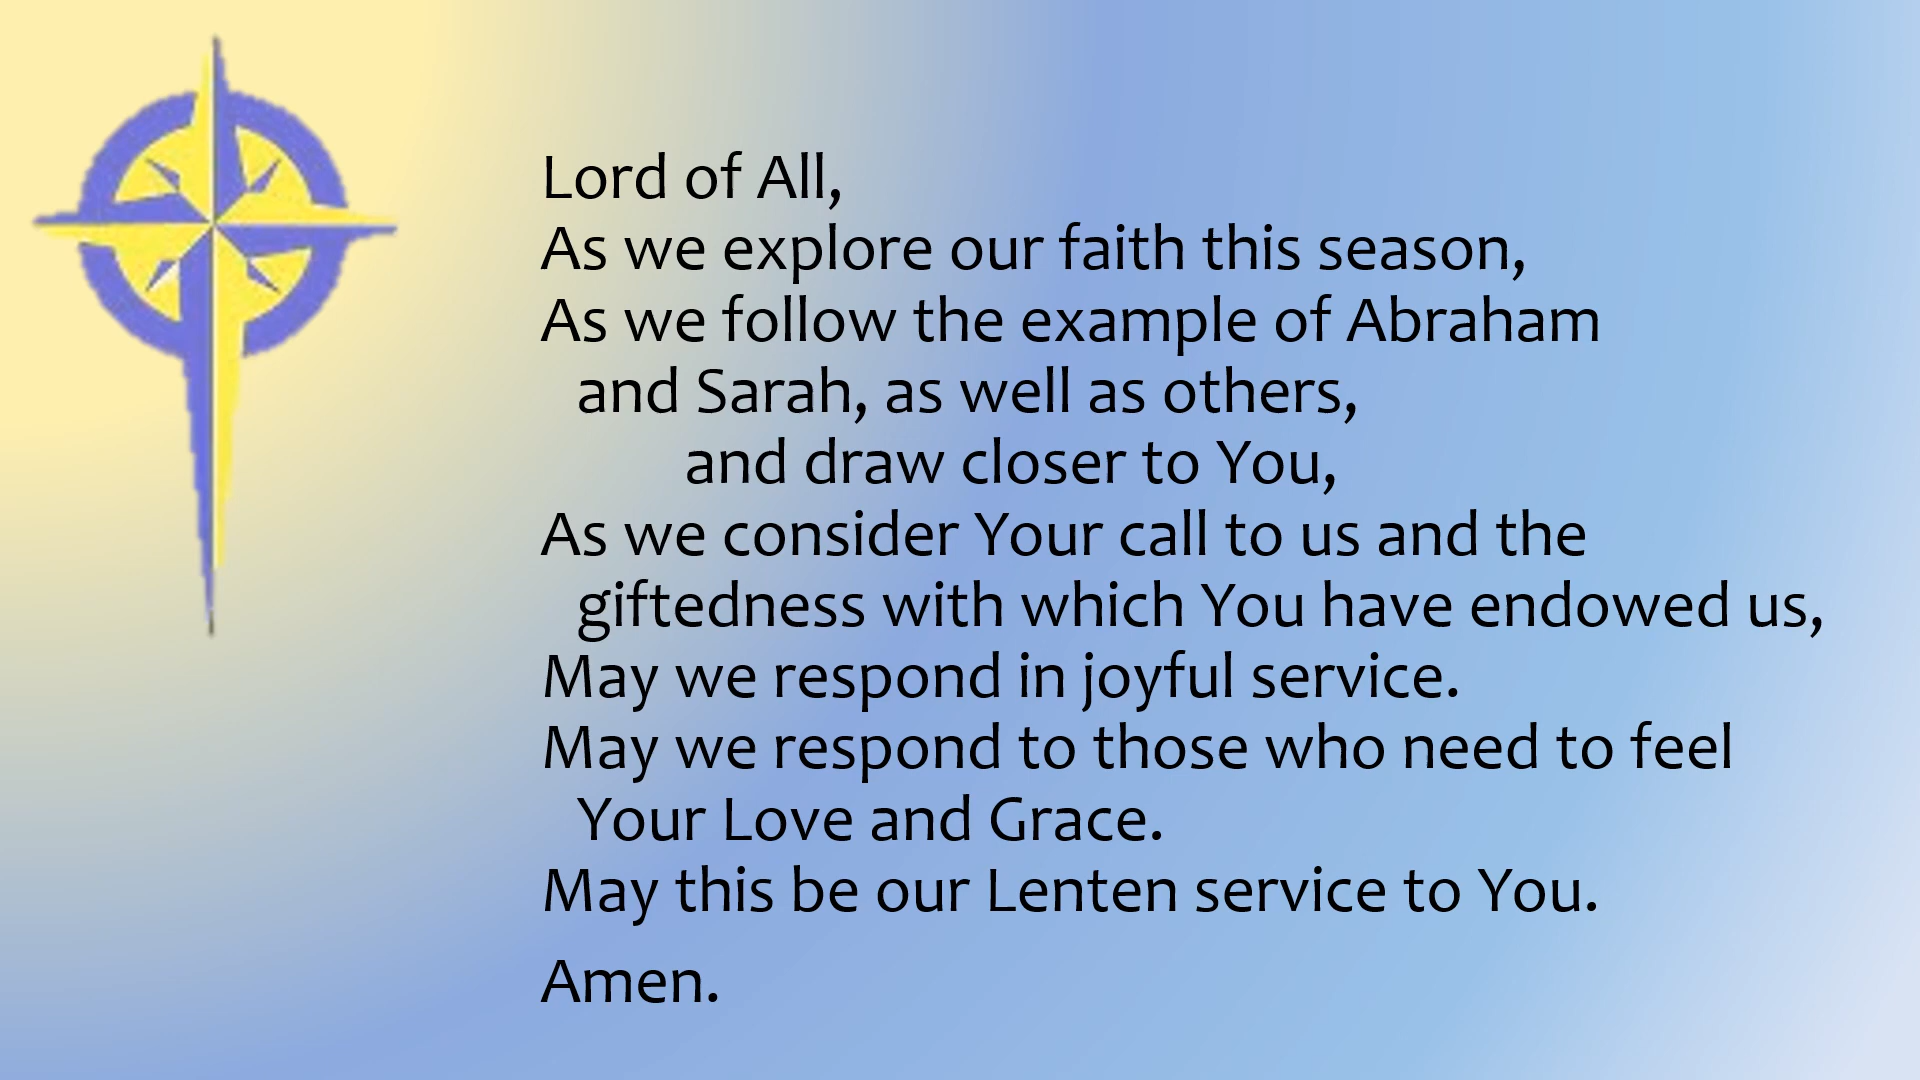 Lord of All,
As we explore our faith this season,
As we follow the example of Abraham
and Sarah, as well as others,
and draw closer to You,
As we consider Your call to us and the
giftedness with which You have endowed us,
May we respond in joyful service.
May we respond to those who need to feel
Your Love and Grace.
May this be our Lenten service to You.
Amen.